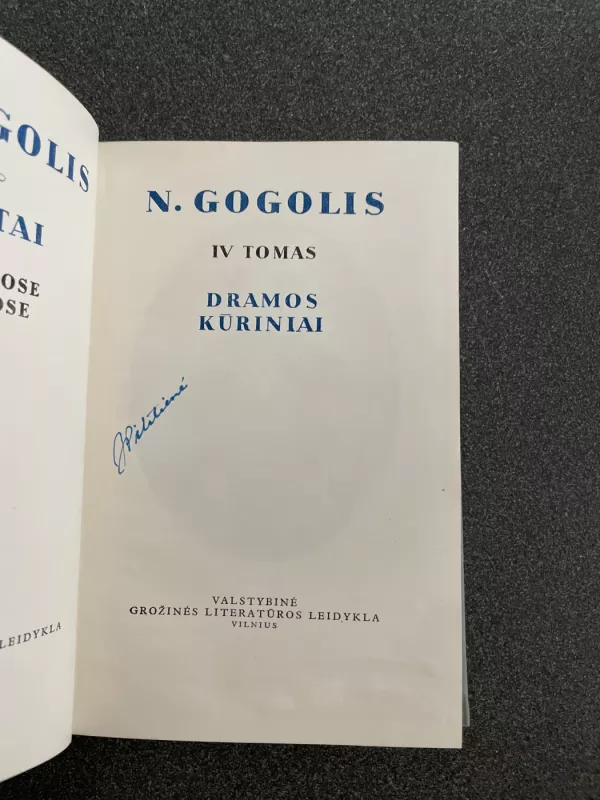 GOLIS
TAI
OSE
OSE
LEIDYKLA
N. GOGOLIS
IV TOMAS
DRAMOS
KŪRINIAI
VALSTYBINĖ
GROŽINĖS LITERATŪROS LEIDYKLA
VILNIUS